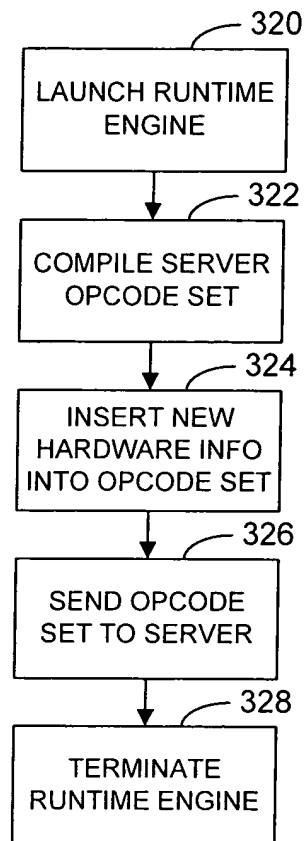 320
LAUNCH RUNTIME
ENGINE
322
COMPILE SERVER
OPCODE SET
324
INSERT NEW
HARDWARE INFO
INTO OPCODE SET
326
SEND OPCODE
SET TO SERVER
328
TERMINATE
RUNTIME ENGINE